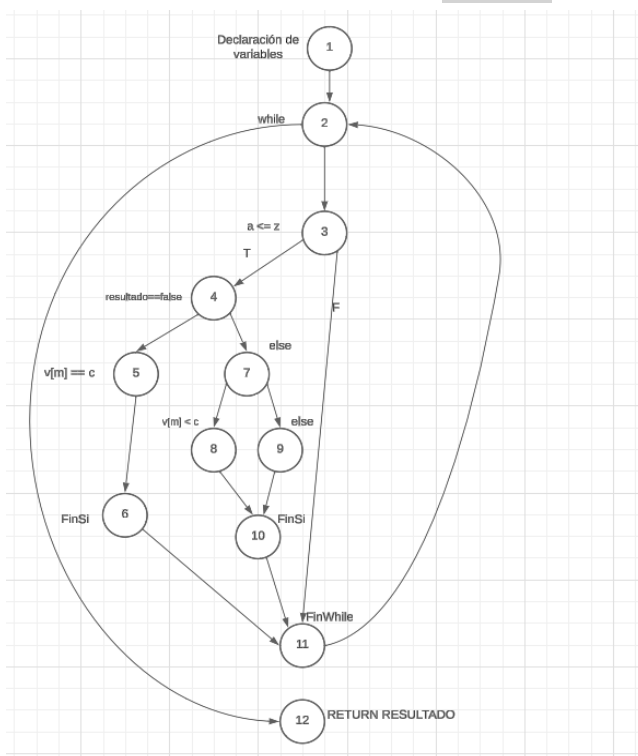 Declaración de
variables
1
while
2
a <= z
3
T
resultado==false
4
F
else
v[m] == c
5
7
v[m] < c
else
8
9
FinSi
6
FinSi
10
FinWhile
11
12
RETURN RESULTADO